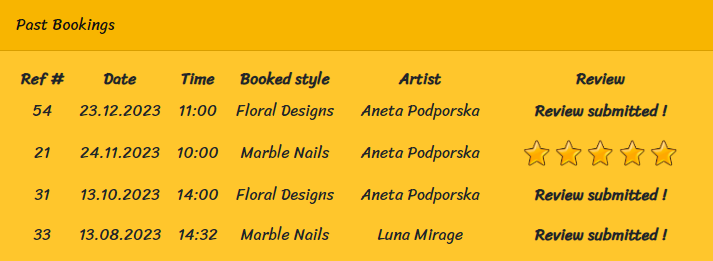 Past Bookings
Ref # Date Time Booked style Artist Review
54 23.12.2023 11:00 Floral Designs Aneta Podporska Review submitted !
21 24.11.2023 10:00 Marble Nails Aneta Podporska
31 13.10.2023 14:00 Floral Designs Aneta Podporska Review submitted !
33 13.08.2023 14:32 Marble Nails Luna Mirage Review submitted !